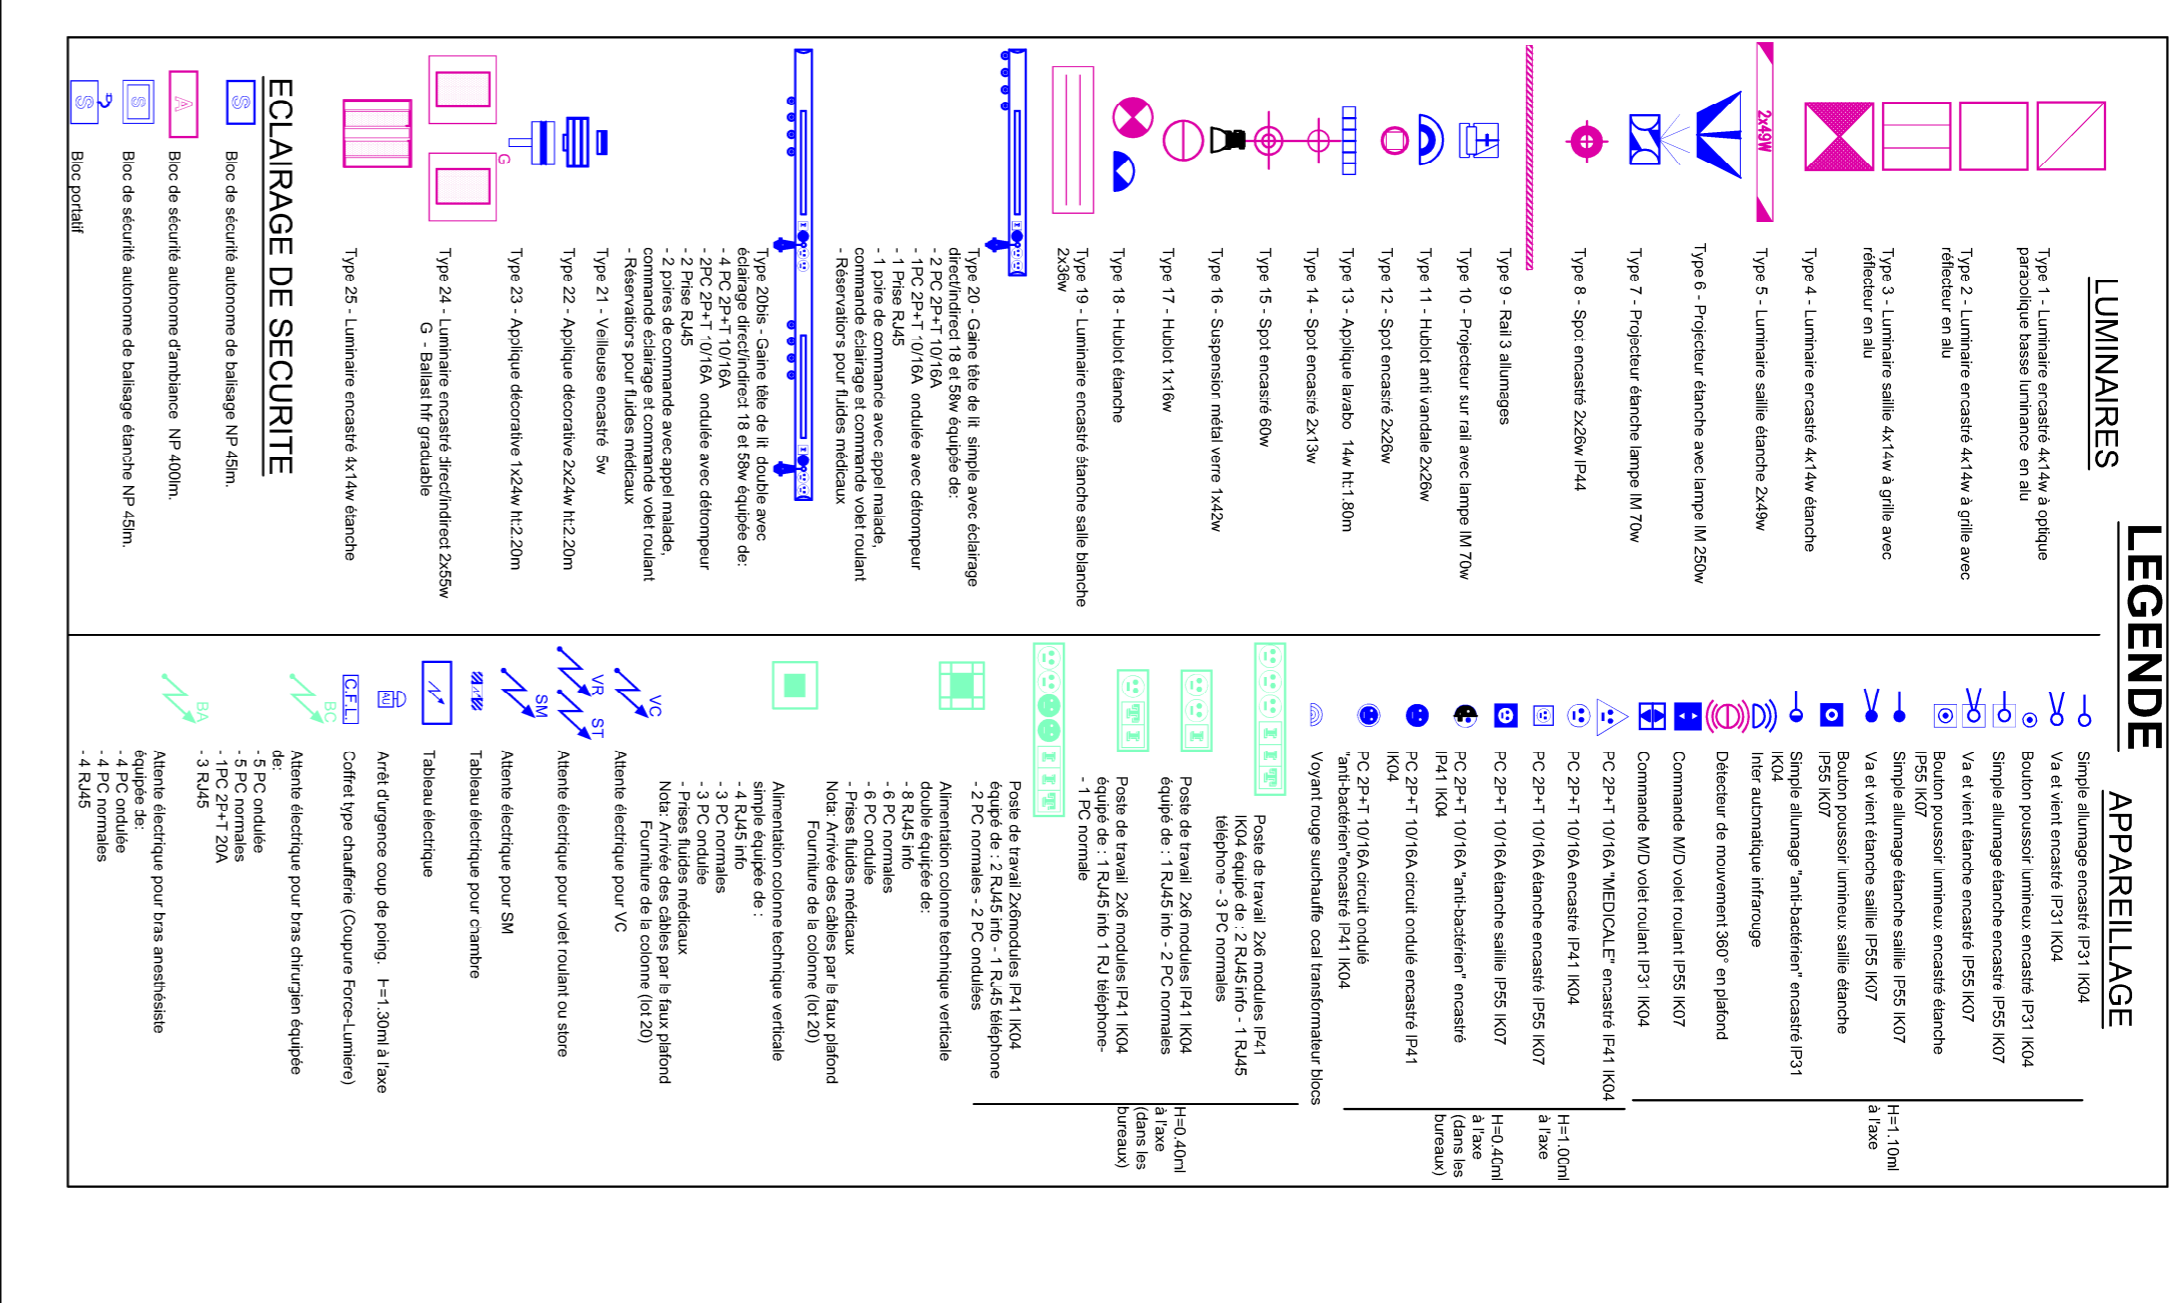 LEGENDE
LUMINAIRES
Type 1 - Luminaire encastré 4x14w à optique
parabolique basse luminance en alu
Type 2 - Luminaire encastré 4x14w à grille avec
réflecteur en alu
Type 3 - Luminaire saillie 4x14w à grille avec
réflecteur en alu
Type 4 - Luminaire encastré 4x14w étanche
2x49W
Type 5 - Luminaire saillie étanche 2x49w
Type 6 - Projecteur étanche avec lampe IM 250w
Type 7 - Projecteur étanche lampe IM 70w
Type 8 - Spot encastré 2x26w IP44
Type 9 - Rail 3 allumages
Type 10 - Projecteur sur rail avec lampe IM 70w
Type 11 - Hublot anti vandale 2x26w
Type 12 - Spot encastré 2x26w
Type 13 - Applique lavabo 14w ht:1.80m
Type 14 - Spot encastré 2x13w
Type 15 - Spot encastré 60w
Type 16 - Suspension métal verre 1x42w
Type 17 - Hublot 1x16w
Type 18 - Hublot étanche
Type 19 - Luminaire encastré étanche salle blanche
2x36w
Type 20 - Gaine tête de lit simple avec éclairage
direct/indirect 18 et 58w équipée de:
- 2 PC 2P+T 10/16A
- 1PC 2P+T 10/16A ondulée avec détrompeur
- 1 Prise RJ45
- 1 poire de commande avec appel malade,
commande éclairage et commande volet roulant
- Réservations pour fluides médicaux
Type 20bis - Gaine tête de lit double avec
éclairage direct/indirect 18 et 58w équipée de:
- 4 PC 2P+T 10/16A
- 2PC 2P+T 10/16A ondulée avec détrompeur
- 2 Prise RJ45
- 2 poires de commande avec appel malade,
commande éclairage et commande volet roulant
- Réservations pour fluides médicaux
Type 21 - Veilleuse encastré 5w
Type 22 - Applique décorative 2x24w ht:2.20m
Type 23 - Applique décorative 1x24w ht:2.20m
Type 24 - Luminaire encastré direct/indirect 2x55w
G - Ballast hfr graduable
G
Type 25 - Luminaire encastré 4x14w étanche
ECLAIRAGE DE SECURITE
S
Bloc de sécurité autonome de balisage NP 45lm.
A
Bloc de sécurité autonome d'ambiance NP 400lm.
S
Bloc de sécurité autonome de balisage étanche NP 45lm.
S
Bloc portatif
APPAREILLAGE
Simple allumage encastré IP31 IK04
Va et vient encastré IP31 IK04
Bouton poussoir lumineux encastré IP31 IK04
Simple allumage étanche encastré IP55 IK07
Va et vient étanche encastré IP55 IK07
Bouton poussoir lumineux encastré étanche
IP55 IK07
Simple allumage étanche saillie IP55 IK07
Va et vient étanche saillie IP55 IK07
Bouton poussoir lumineux saillie étanche
IP55 IK07
Simple allumage "anti-bactérien" encastré IP31
IK04
Inter automatique infrarouge
Détecteur de mouvement 360° en plafond
Commande M/D volet roulant IP55 IK07
Commande M/D volet roulant IP31 IK04
H=1.10ml
à l'axe
PC 2P+T 10/16A "MEDICALE" encastré IP41 IK04
PC 2P+T 10/16A encastré IP41 IK04
PC 2P+T 10/16A étanche encastré IP55 IK07
PC 2P+T 10/16A étanche saillie IP55 IK07
PC 2P+T 10/16A "anti-bactérien" encastré
IP41 IK04
PC 2P+T 10/16A circuit ondulé encastré IP41
IK04
PC 2P+T 10/16A circuit ondulé
"anti-bactérien"encastré IP41 IK04
H=1.00ml
à l'axe
H=0.40ml
à l'axe
(dans les
bureaux)
Voyant rouge surchauffe local transformateur blocs
I I T
Poste de travail 2x6 modules IP41
IK04 équipé de : 2 RJ45 info - 1 RJ45
téléphone - 3 PC normales
I
Poste de travail 2x6 modules IP41 IK04
équipé de : 1 RJ45 info - 2 PC normales
T I
Poste de travail 2x6 modules IP41 IK04
équipé de : 1 RJ45 info 1 RJ téléphone-
- 1 PC normale
I I T
Poste de travail 2x6modules IP41 IK04
équipé de : 2 RJ45 info - 1 RJ45 téléphone
- 2 PC normales - 2 PC ondulées
H=0.40ml
à l'axe
(dans les
bureaux)
Alimentation colonne technique verticale
double équipée de:
- 8 RJ45 info
- 6 PC normales
- 6 PC ondulée
- Prises fluides médicaux
Nota: Arrivée des câbles par le faux plafond
Fourniture de la colonne (lot 20)
Alimentation colonne technique verticale
simple équipée de :
- 4 RJ45 info
- 3 PC normales
- 3 PC ondulée
- Prises fluides médicaux
Nota: Arrivée des câbles par le faux plafond
Fourniture de la colonne (lot 20)
VC
Attente électrique pour VC
VR
ST
Attente électrique pour volet roulant ou store
SM
Attente électrique pour SM
Tableau électrique pour chambre
Tableau électrique
AU
Arrêt d'urgence coup de poing. H=1.30ml à l'axe
C.F.L.
Coffret type chaufferie (Coupure Force-Lumiere)
BC
Attente électrique pour bras chirurgien équipée
de:
- 5 PC ondulée
- 5 PC normales
- 1PC 2P+T 20A
- 3 RJ45
BA
Attente électrique pour bras anesthésiste
équipée de:
- 4 PC ondulée
- 4 PC normales
- 4 RJ45